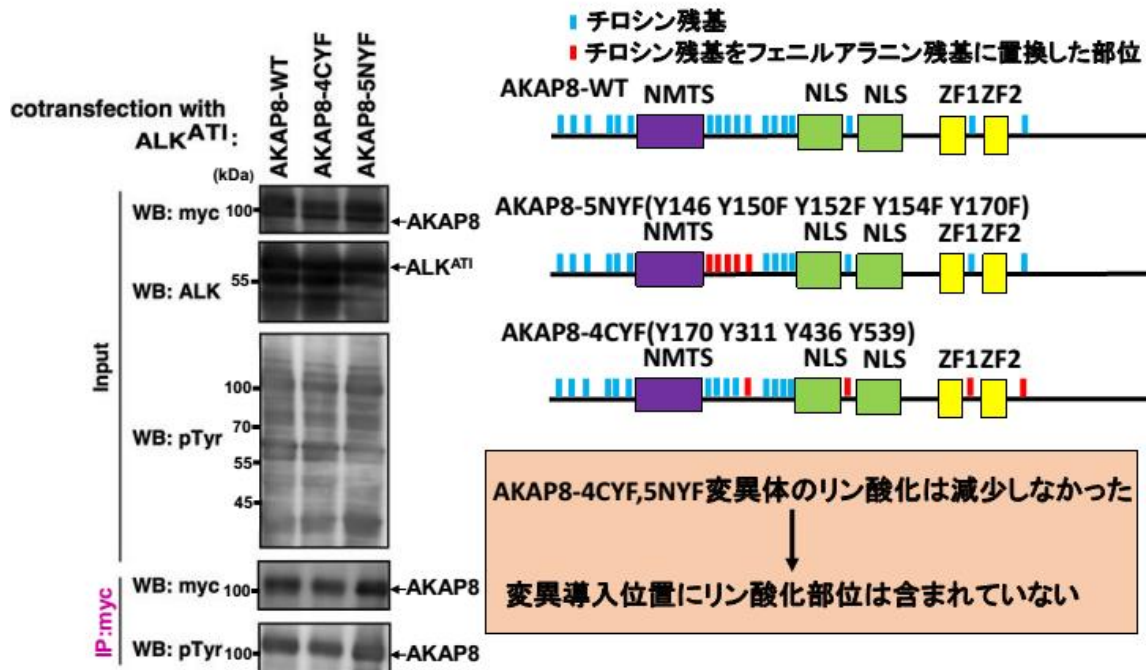 cotransfection with
ALK^ATI:
AKAP8-WT
AKAP8-4CYF
AKAP8-5NYF
(kDa)
Input
WB: myc
100
←AKAP8
WB: ALK
55
←ALK^ATI
WB: pTyr
100
70
55
45
IP:myc
WB: myc
100
←AKAP8
WB: pTyr
100
←AKAP8
チロシン残基
チロシン残基をフェニルアラニン残基に置換した部位
AKAP8-WT
NMTS NLS NLS ZF1 ZF2
AKAP8-5NYF(Y146 Y150F Y152F Y154F Y170F)
NMTS NLS NLS ZF1 ZF2
AKAP8-4CYF(Y170 Y311 Y436 Y539)
NMTS NLS NLS ZF1 ZF2
AKAP8-4CYF,5NYF変異体のリン酸化は減少しなかった
変異導入位置にリン酸化部位は含まれていない